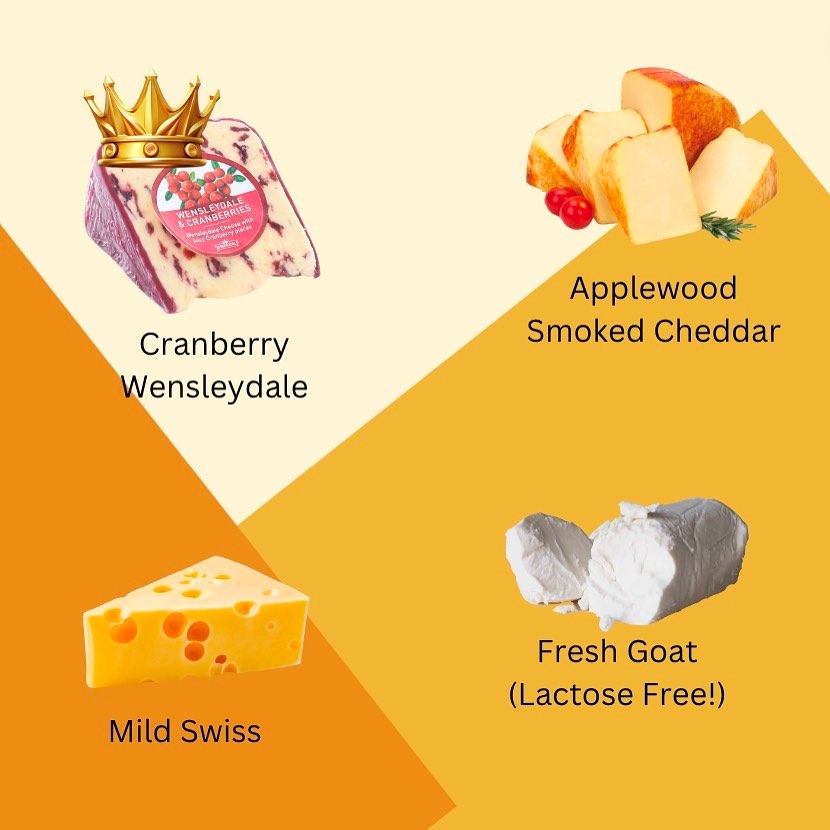 WENSLEYDALE
& CRANBERRIES
Wensleydale Cheese with
Juicy Cranberry pieces
Cranberry
Wensleydale
Applewood
Smoked Cheddar
Mild Swiss
Fresh Goat
(Lactose Free!)